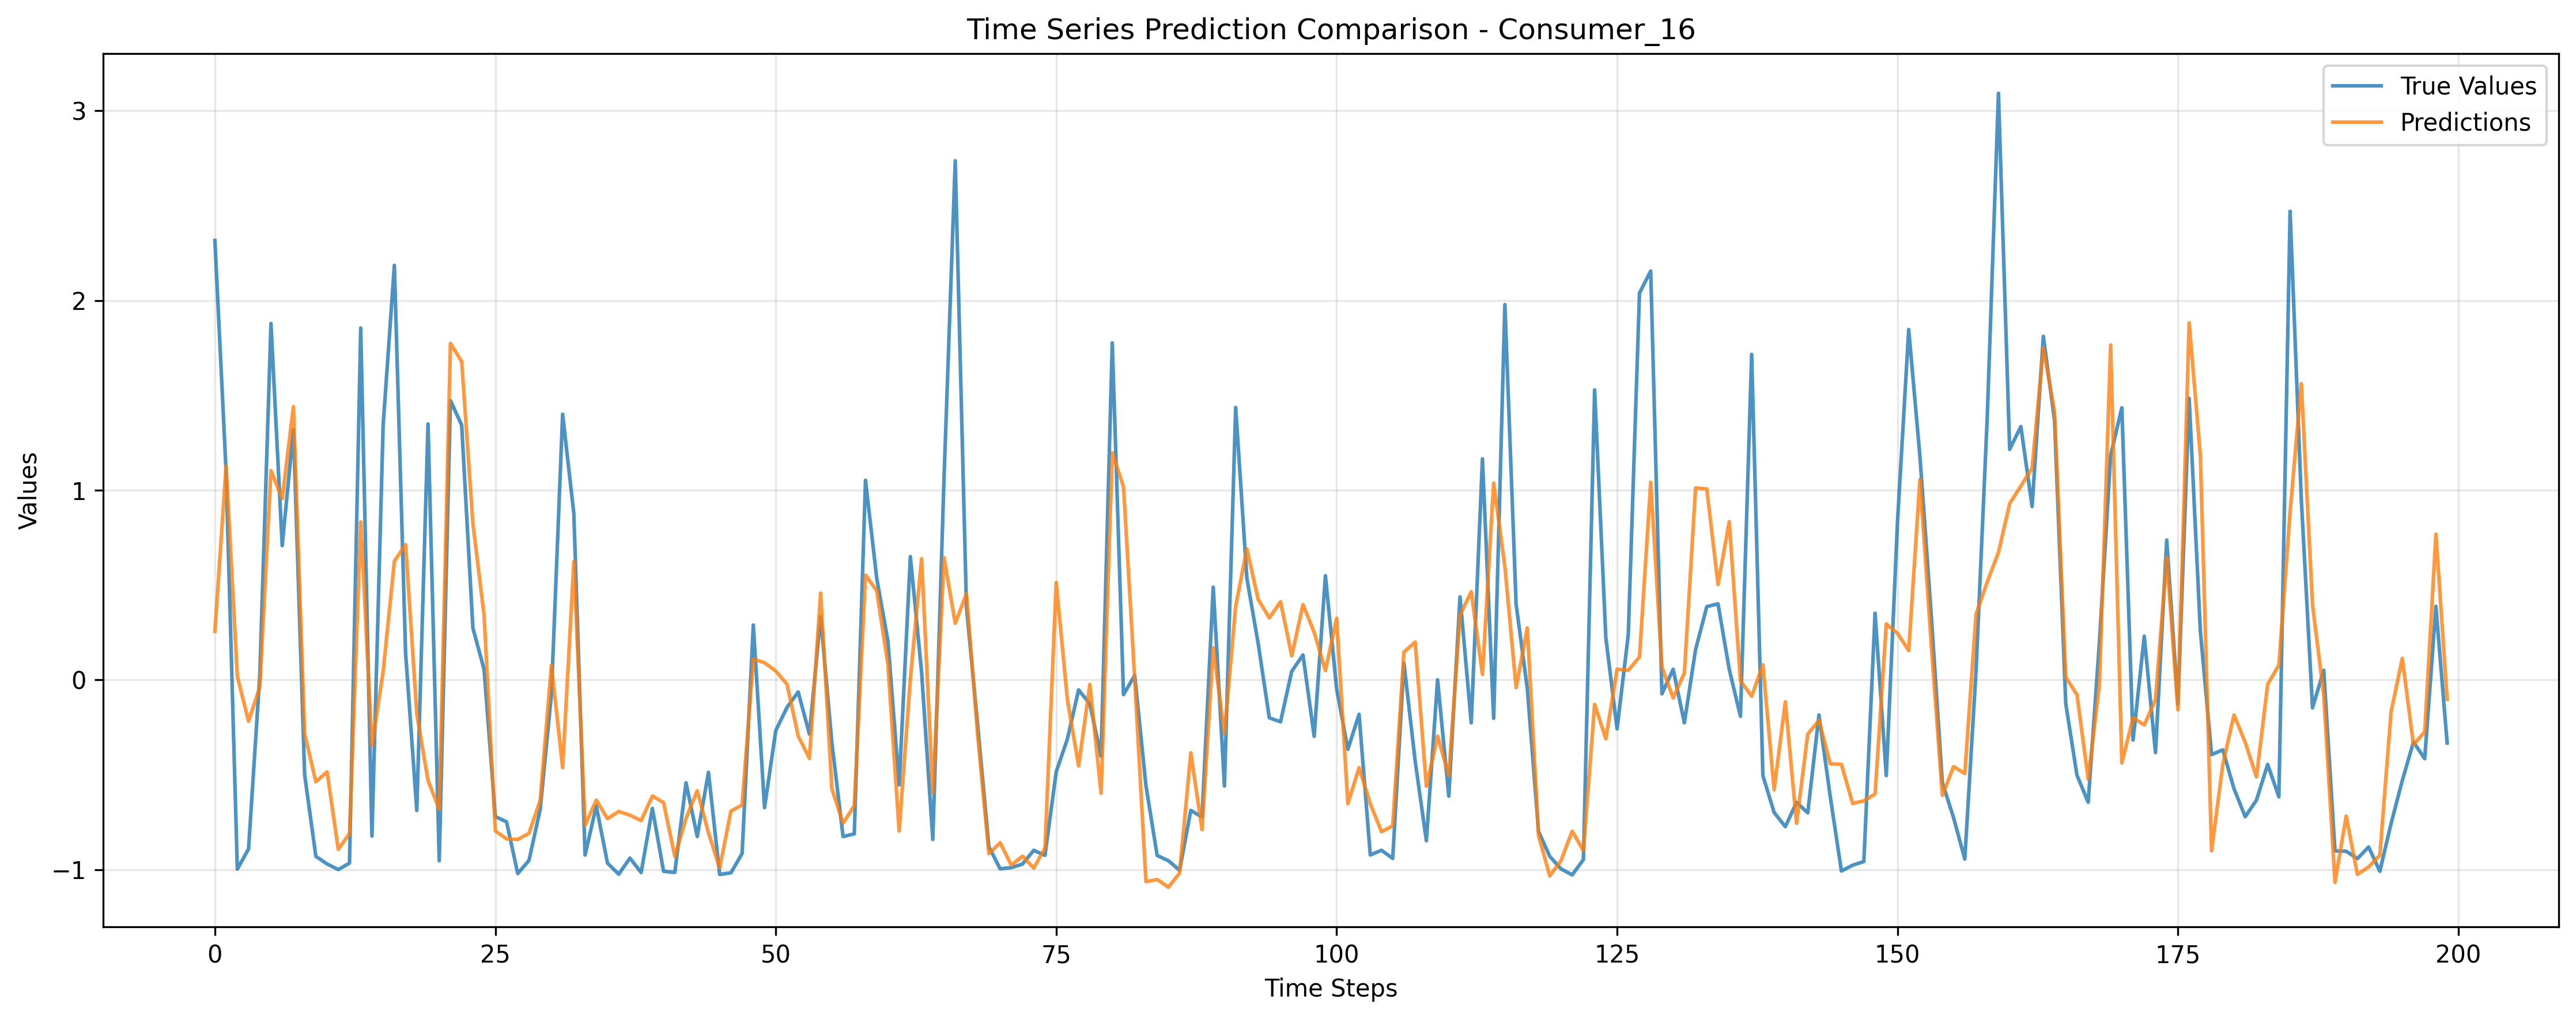 Time Series Prediction Comparison - Consumer_16
True Values
Predictions
Values
3
2
1
0
−1
0 25 50 75 100 125 150 175 200
Time Steps